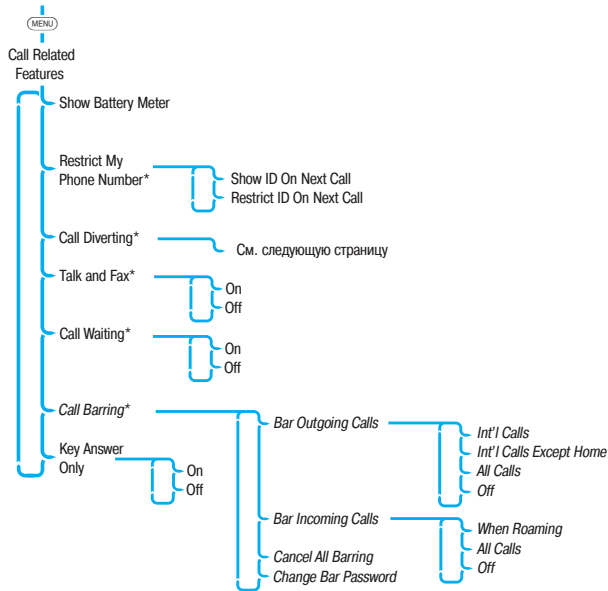 MENU
Call Related
Features
Show Battery Meter
Restrict My
Phone Number*
Show ID On Next Call
Restrict ID On Next Call
Call Diverting*
См. следующую страницу
Talk and Fax*
On
Off
Call Waiting*
On
Off
Call Barring*
Bar Outgoing Calls
Int'l Calls
Int'l Calls Except Home
All Calls
Off
Bar Incoming Calls
When Roaming
All Calls
Off
Cancel All Barring
Change Bar Password
Key Answer
Only
On
Off